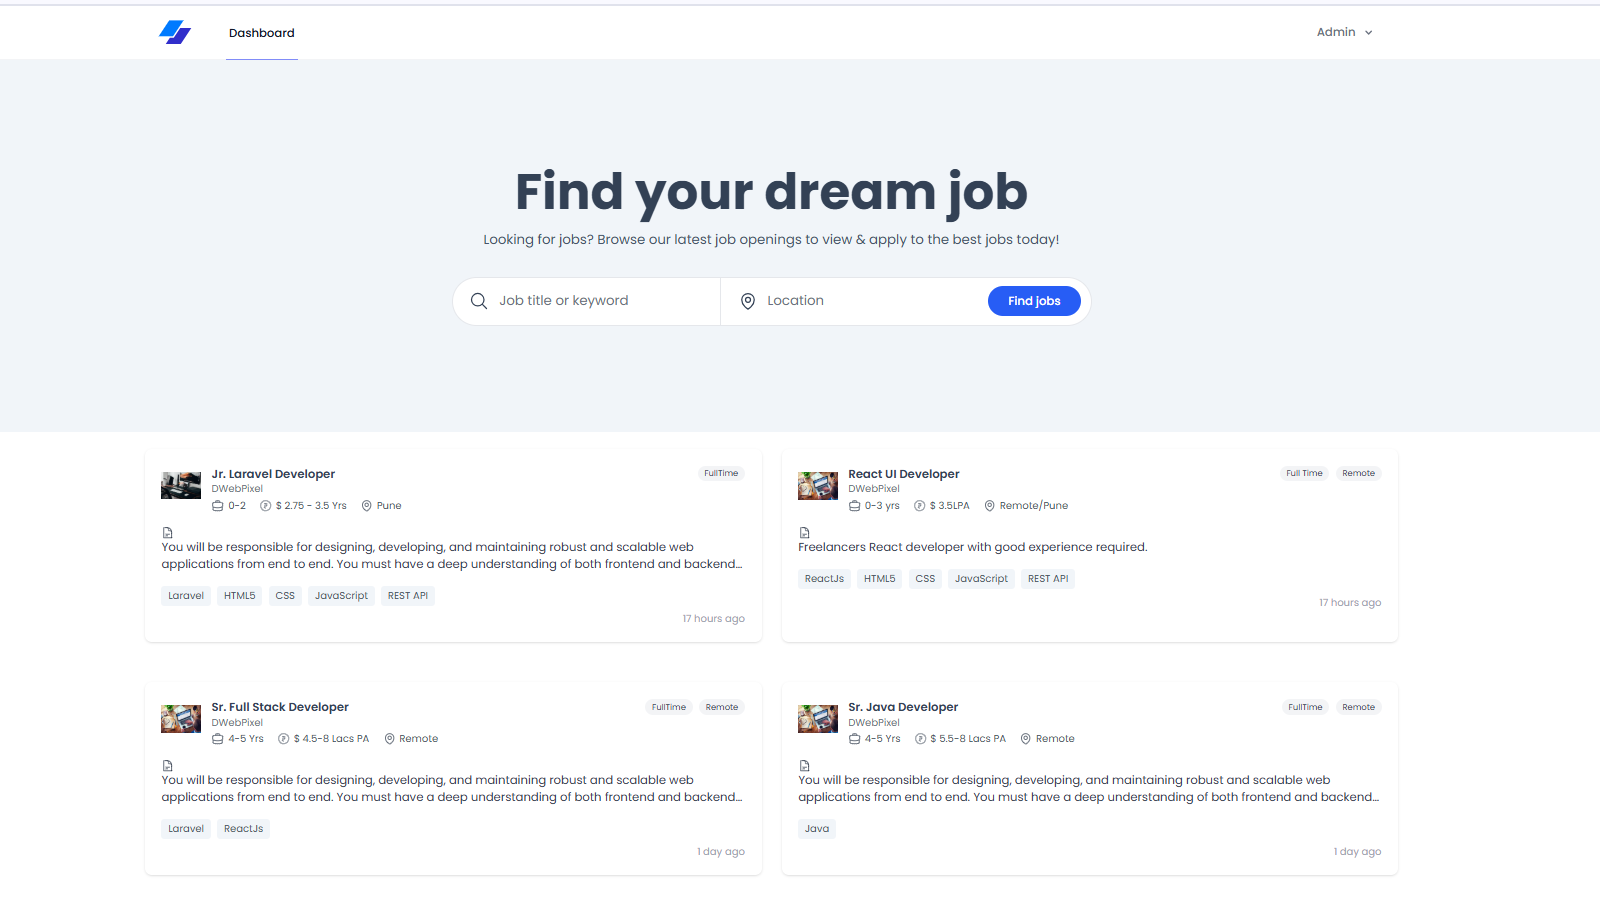 Dashboard
Admin
Find your dream job
Looking for jobs? Browse our latest job openings to view & apply to the best jobs today!
Job title or keyword
Location
Find jobs
Jr. Laravel Developer
FullTime
DWebPixel
0-2 $ 2.75 - 3.5 Yrs Pune
You will be responsible for designing, developing, and maintaining robust and scalable web
applications from end to end. You must have a deep understanding of both frontend and backend...
Laravel HTML5 CSS JavaScript REST API
17 hours ago
React UI Developer
Full Time Remote
DWebPixel
0-3 yrs $ 3.5LPA Remote/Pune
Freelancers React developer with good experience required.
ReactJs HTML5 CSS JavaScript REST API
17 hours ago
Sr. Full Stack Developer
FullTime Remote
DWebPixel
4-5 Yrs $ 4.5-8 Lacs PA Remote
You will be responsible for designing, developing, and maintaining robust and scalable web
applications from end to end. You must have a deep understanding of both frontend and backend...
Laravel ReactJs
1 day ago
Sr. Java Developer
FullTime Remote
DWebPixel
4-5 Yrs $ 5.5-8 Lacs PA Remote
You will be responsible for designing, developing, and maintaining robust and scalable web
applications from end to end. You must have a deep understanding of both frontend and backend...
Java
1 day ago